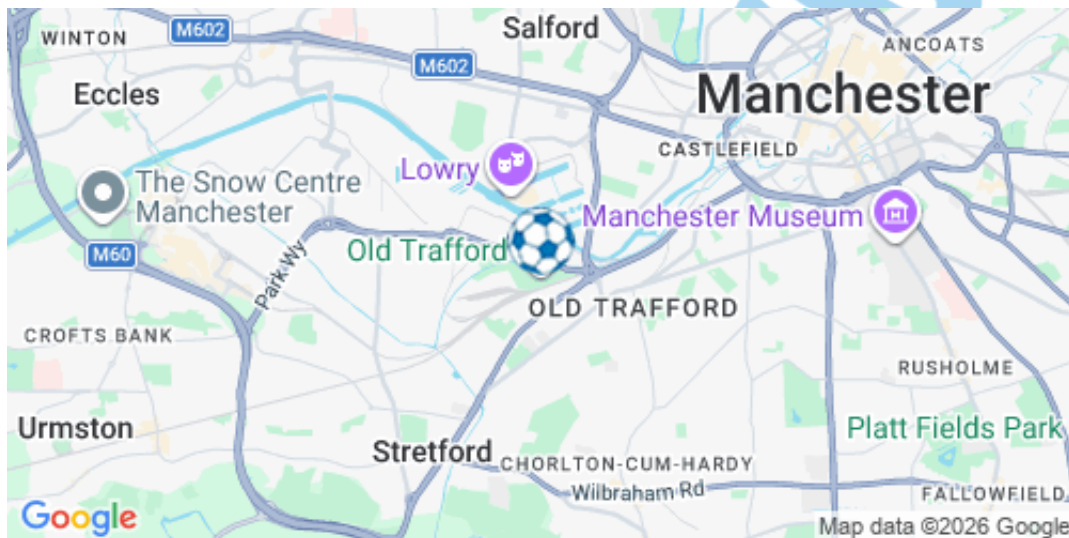 WINTON
M602
Salford
ANCOATS
M602
Eccles
Manchester
Lowry
CASTLEFIELD
The Snow Centre
Manchester
Manchester Museum
M60
Park Wy
Old Trafford
OLD TRAFFORD
CROFTS BANK
RUSHOLME
Urmston
Platt Fields Park
Stretford
CHORLTON-CUM-HARDY
Wilbraham Rd
FALLOWFIELD
Google
Map data ©2026 Google